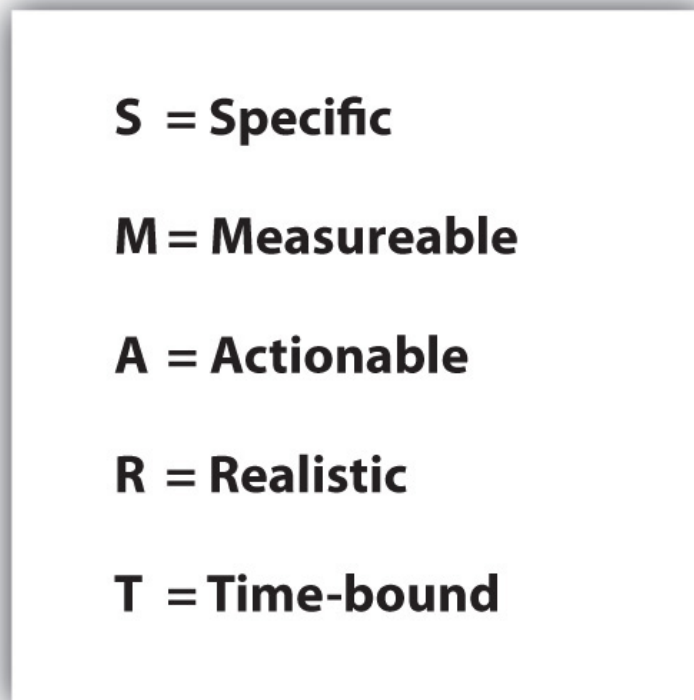 S = Specific
M = Measureable
A = Actionable
R = Realistic
T = Time-bound